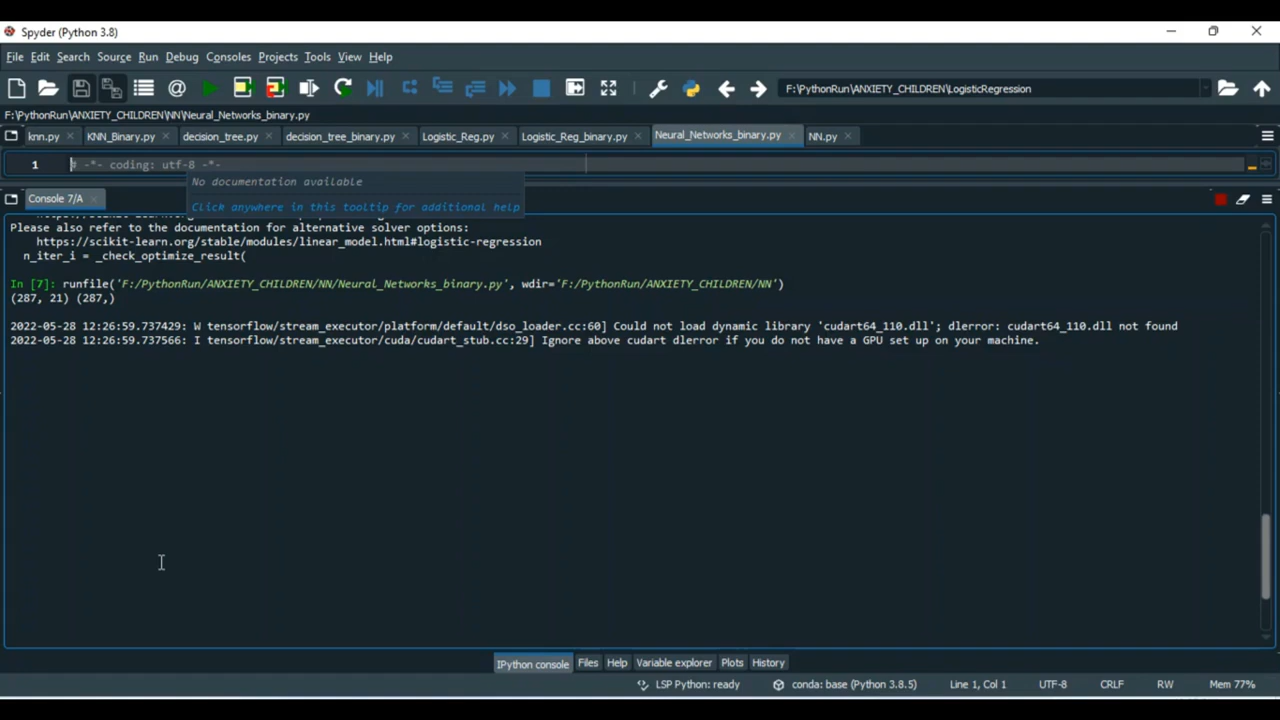 Spyder (Python 3.8)
File Edit Search Source Run Debug Consoles Projects Tools View Help
F:\PythonRun\ANXIETY_CHILDREN\LogisticRegression
F:\PythonRun\ANXIETY_CHILDREN\NN\Neural_Networks_binary.py
knn.py KNN_Binary.py decision_tree.py decision_tree_binary.py Logistic_Reg.py Logistic_Reg_binary.py Neural_Networks_binary.py NN.py
1 # -*- coding: utf-8 -*-
No documentation available
Click anywhere in this tooltip for additional help
Console 7/A
Please also refer to the documentation for alternative solver options:
https://scikit-learn.org/stable/modules/linear_model.html#logistic-regression
n_iter_i = _check_optimize_result(
In [7]: runfile('F:/PythonRun/ANXIETY_CHILDREN/NN/Neural_Networks_binary.py', wdir='F:/PythonRun/ANXIETY_CHILDREN/NN')
(287, 21) (287,)
2022-05-28 12:26:59.737429: W tensorflow/stream_executor/platform/default/dso_loader.cc:60] Could not load dynamic library 'cudart64_110.dll'; dlerror: cudart64_110.dll not found
2022-05-28 12:26:59.737566: I tensorflow/stream_executor/cuda/cudart_stub.cc:29] Ignore above cudart dlerror if you do not have a GPU set up on your machine.
IPython console Files Help Variable explorer Plots History
LSP Python: ready conda: base (Python 3.8.5) Line 1, Col 1 UTF-8 CRLF RW Mem 77%